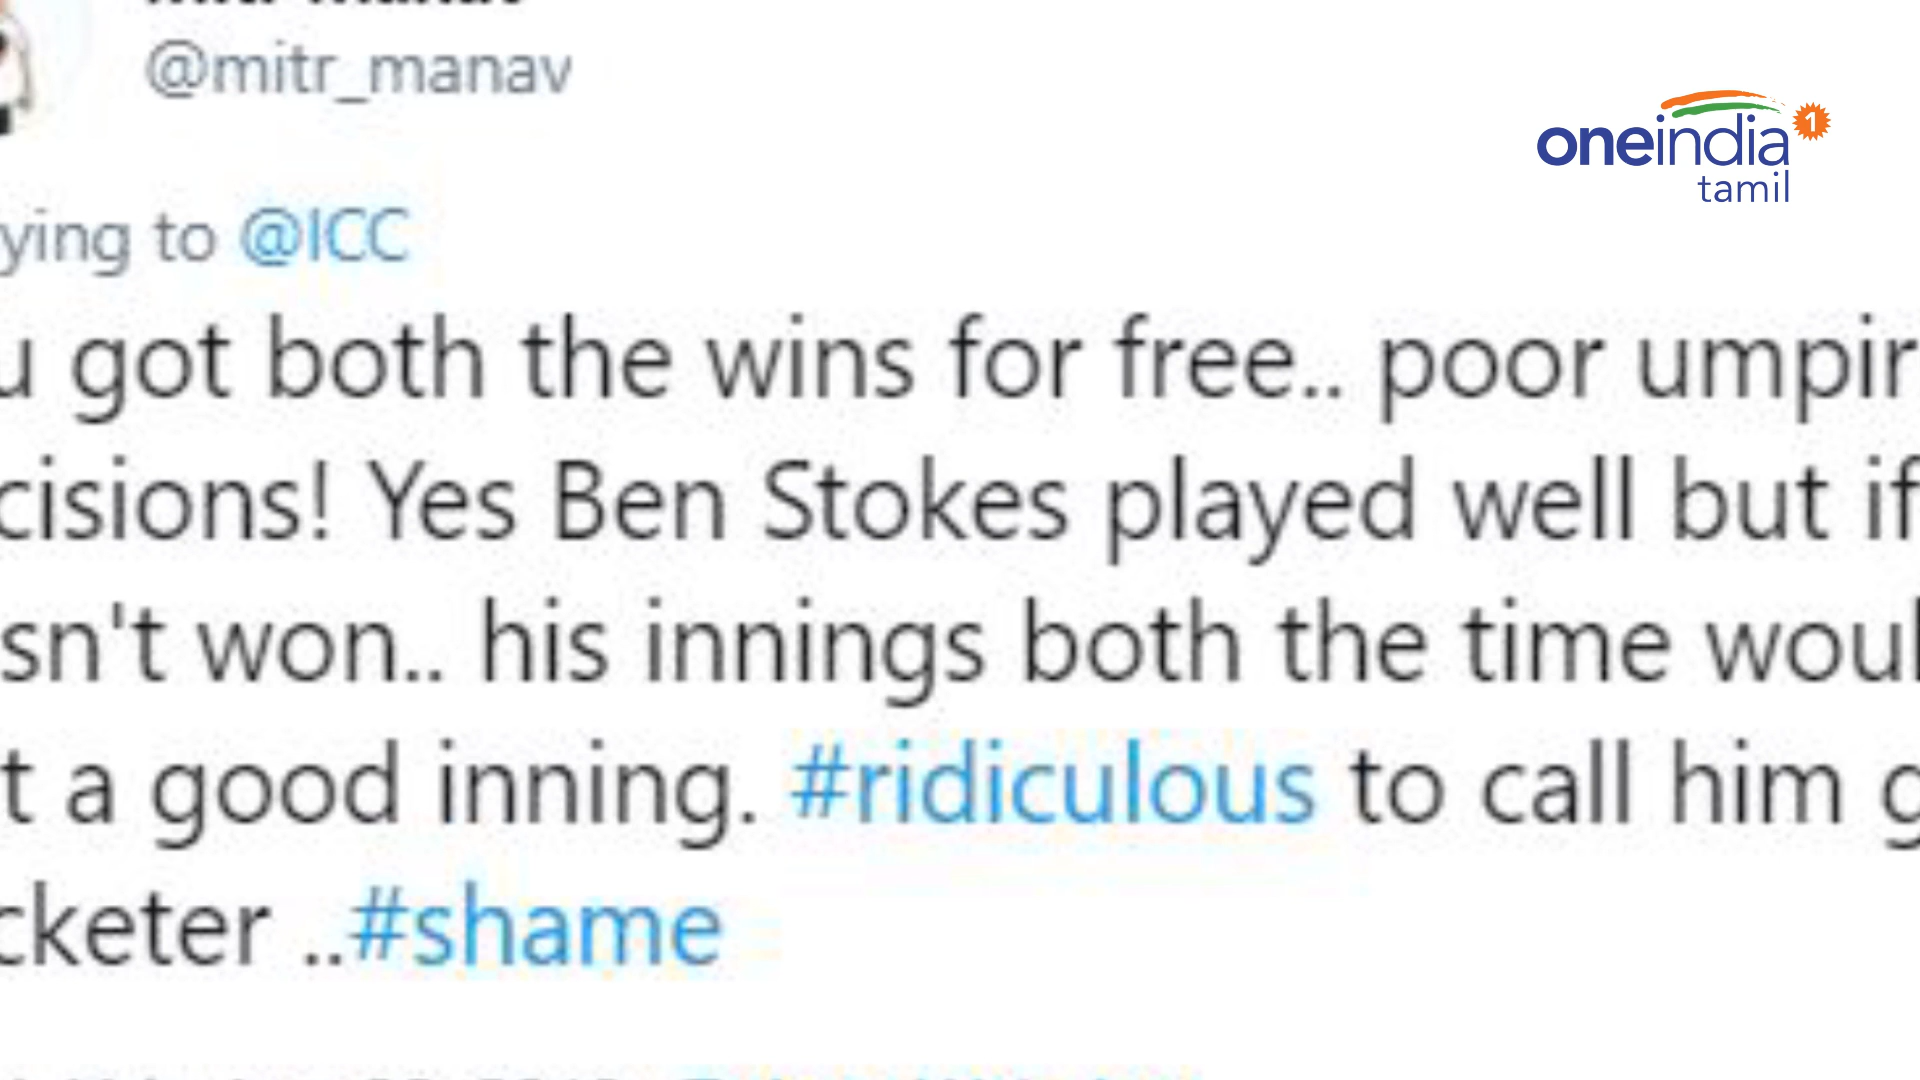 @mitr_manav
oneindia 1
tamil
ying to @ICC
u got both the wins for free.. poor umpir
cisions! Yes Ben Stokes played well but if
sn't won.. his innings both the time woul
t a good inning. #ridiculous to call him g
cketer ..#shame